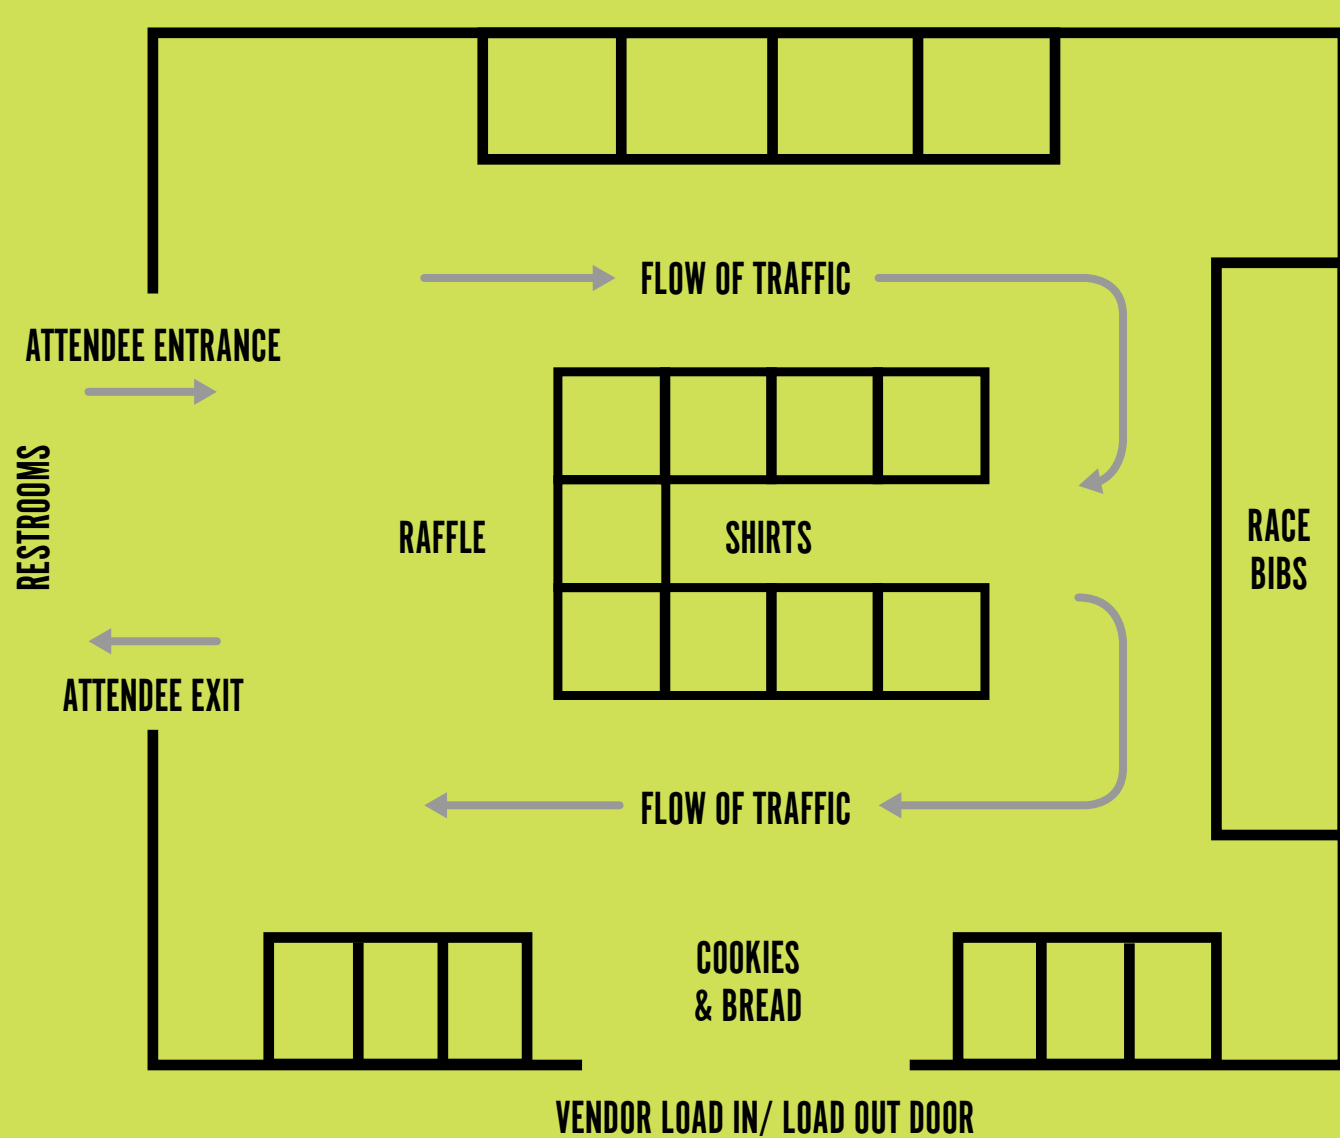 FLOW OF TRAFFIC
ATTENDEE ENTRANCE
RESTROOMS
RAFFLE
SHIRTS
RACE
BIBS
ATTENDEE EXIT
FLOW OF TRAFFIC
COOKIES
& BREAD
VENDOR LOAD IN/ LOAD OUT DOOR